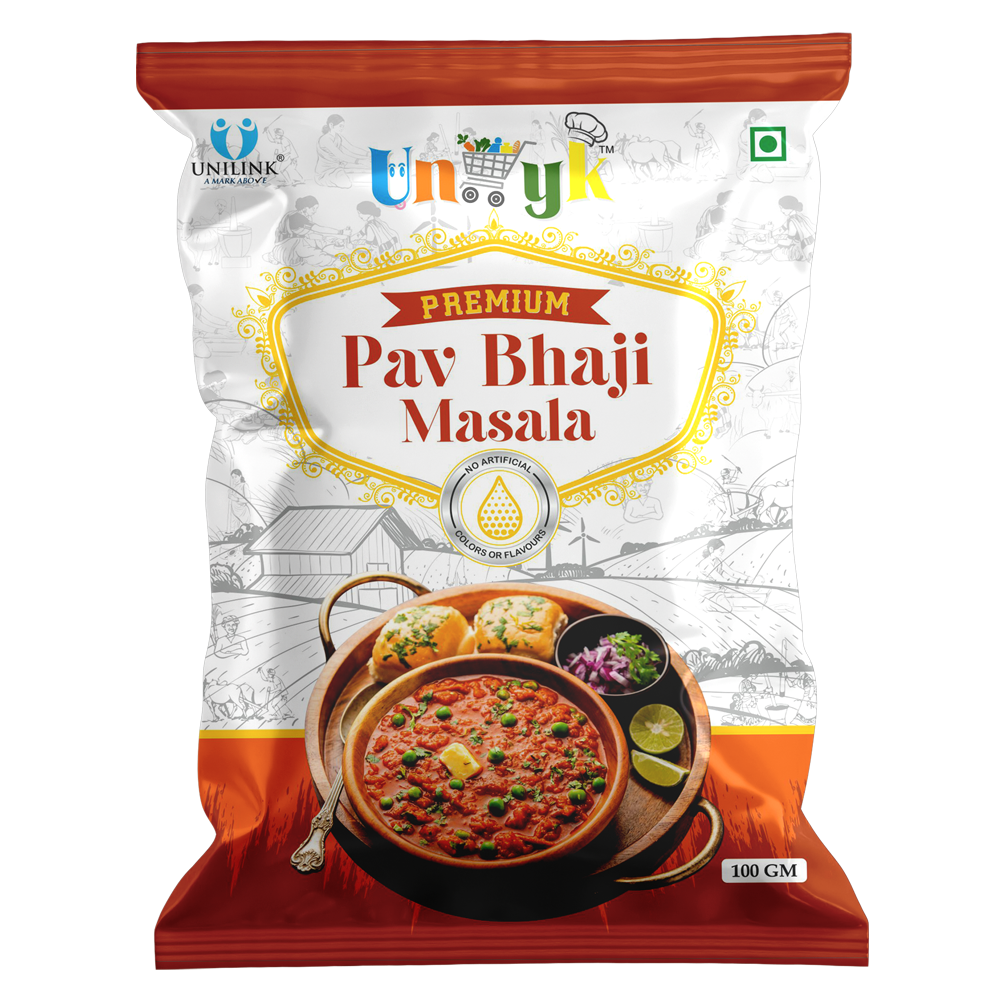 UNILINK®
A MARK ABOVE
Un yk™
PREMIUM
Pav Bhaji
Masala
NO ARTIFICIAL
COLORS OR FLAVOURS
100 GM